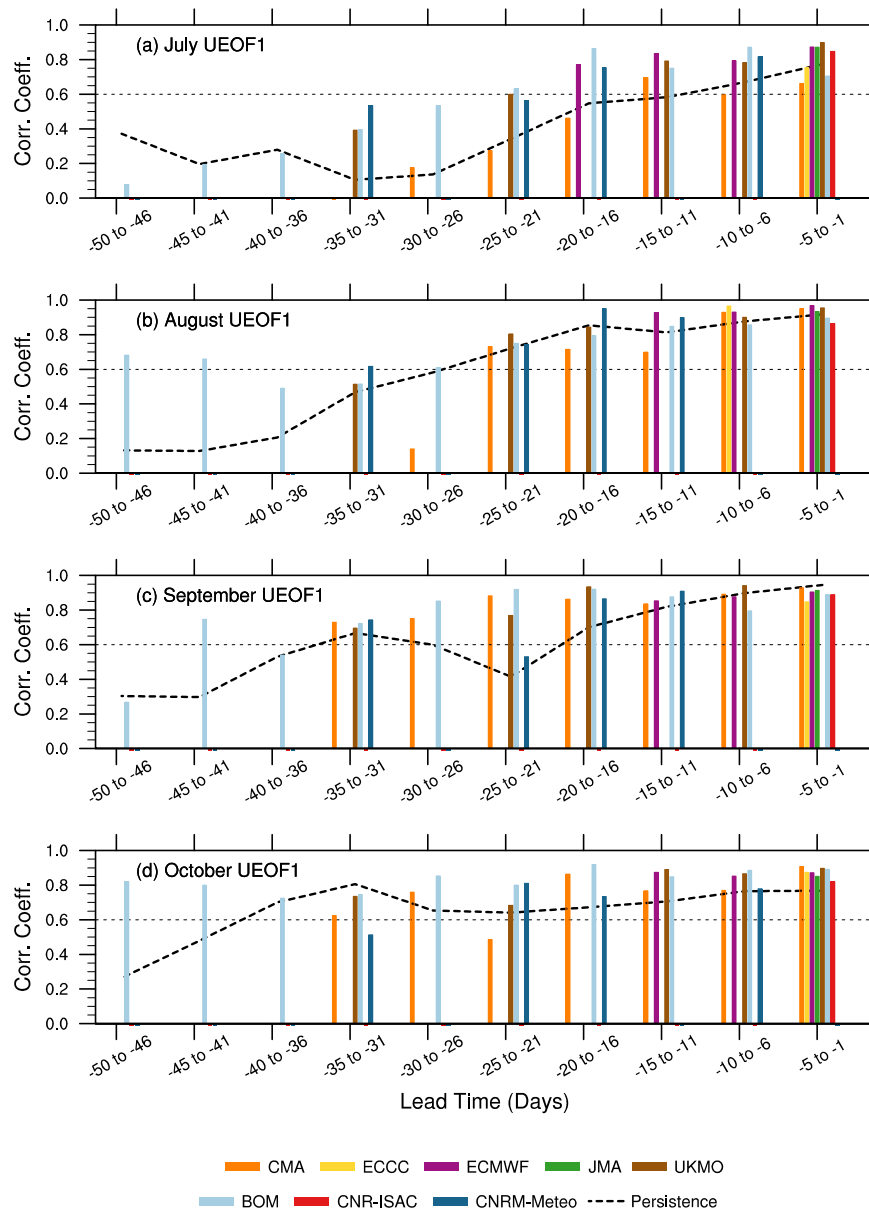 (a) July UEOF1
Corr. Coeff.
1.0
0.8
0.6
0.4
0.2
0.0
-50 to -46
-45 to -41
-40 to -36
-35 to -31
-30 to -26
-25 to -21
-20 to -16
-15 to -11
-10 to -6
-5 to -1
(b) August UEOF1
Corr. Coeff.
1.0
0.8
0.6
0.4
0.2
0.0
-50 to -46
-45 to -41
-40 to -36
-35 to -31
-30 to -26
-25 to -21
-20 to -16
-15 to -11
-10 to -6
-5 to -1
(c) September UEOF1
Corr. Coeff.
1.0
0.8
0.6
0.4
0.2
0.0
-50 to -46
-45 to -41
-40 to -36
-35 to -31
-30 to -26
-25 to -21
-20 to -16
-15 to -11
-10 to -6
-5 to -1
(d) October UEOF1
Corr. Coeff.
1.0
0.8
0.6
0.4
0.2
0.0
-50 to -46
-45 to -41
-40 to -36
-35 to -31
-30 to -26
-25 to -21
-20 to -16
-15 to -11
-10 to -6
-5 to -1
Lead Time (Days)
CMA ECCC ECMWF JMA UKMO
BOM CNR-ISAC CNRM-Meteo Persistence